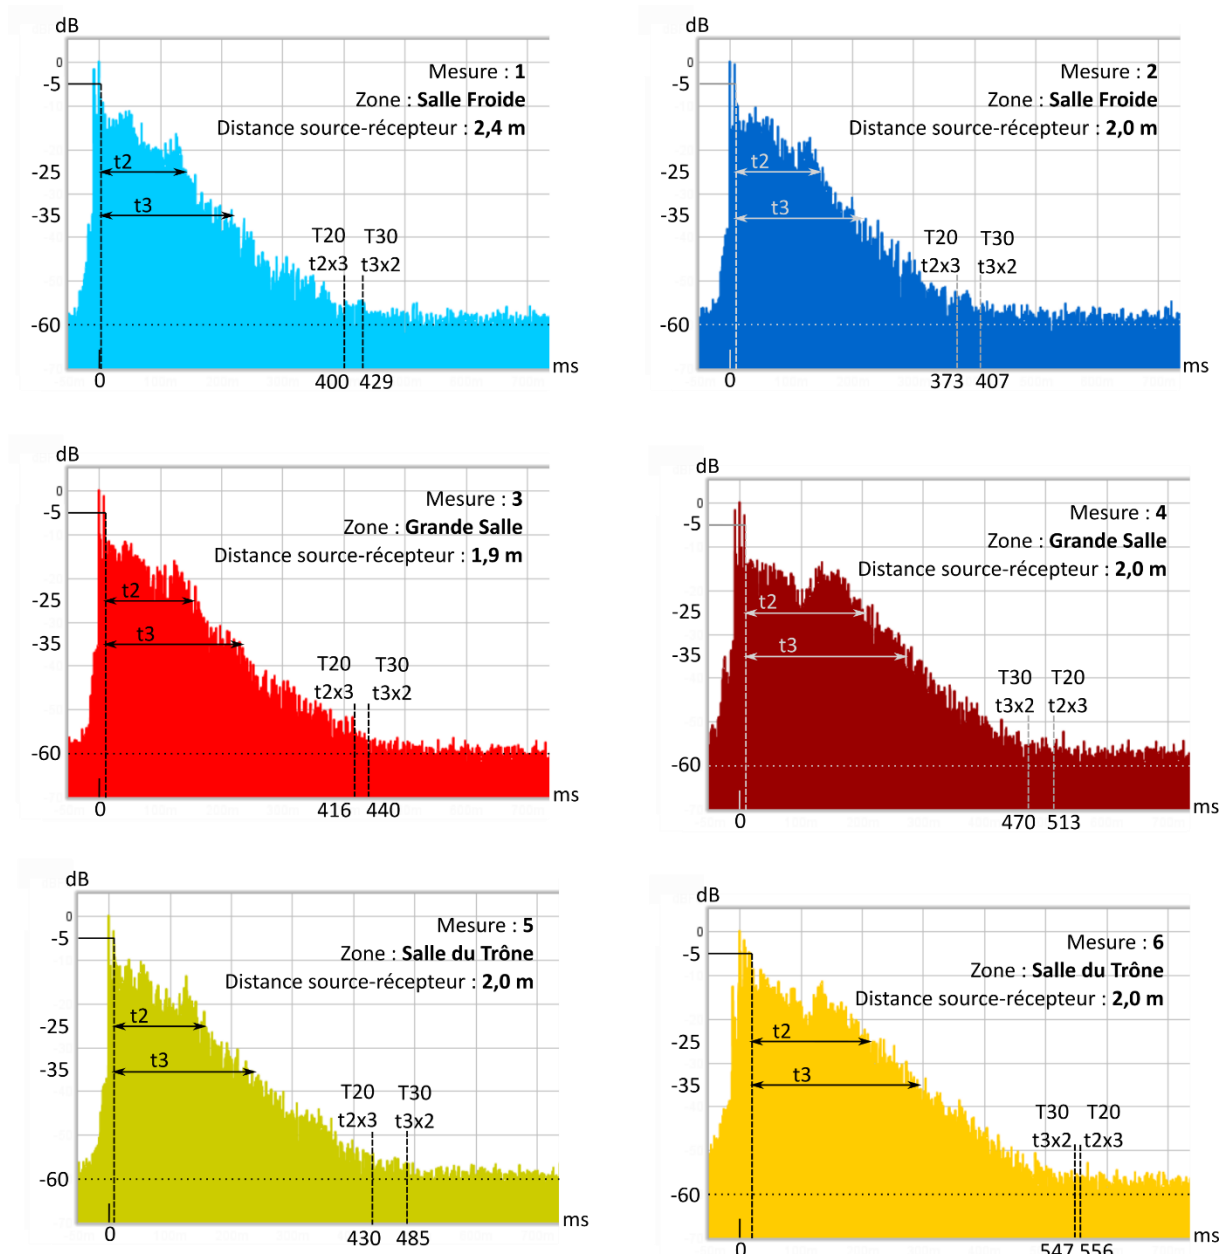 dB
0
-5
Mesure : 1
Zone : Salle Froide
Distance source-récepteur : 2,4 m
t2
-25
t3
-35
T20 T30
t2x3 t3x2
-60
ms
0 400 429
dB
0
-5
Mesure : 2
Zone : Salle Froide
Distance source-récepteur : 2,0 m
t2
-25
t3
-35
T20 T30
t2x3 t3x2
-60
ms
0 373 407
dB
0
-5
Mesure : 3
Zone : Grande Salle
Distance source-récepteur : 1,9 m
t2
-25
t3
-35
T20 T30
t2x3 t3x2
-60
ms
0 416 440
dB
0
-5
Mesure : 4
Zone : Grande Salle
Distance source-récepteur : 2,0 m
t2
-25
t3
-35
T30 T20
t3x2 t2x3
-60
ms
0 470 513
dB
0
-5
Mesure : 5
Zone : Salle du Trône
Distance source-récepteur : 2,0 m
t2
-25
t3
-35
T20 T30
t2x3 t3x2
-60
ms
0 430 485
dB
0
-5
Mesure : 6
Zone : Salle du Trône
Distance source-récepteur : 2,0 m
t2
-25
t3
-35
T30 T20
t3x2 t2x3
-60
ms
0 547 556